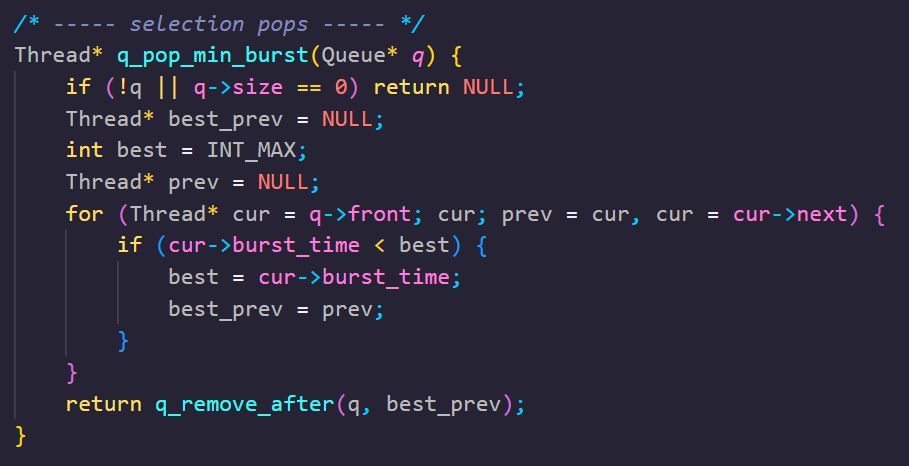 /* ----- selection pops ----- */
Thread* q_pop_min_burst(Queue* q) {
    if (!q || q->size == 0) return NULL;
    Thread* best_prev = NULL;
    int best = INT_MAX;
    Thread* prev = NULL;
    for (Thread* cur = q->front; cur; prev = cur, cur = cur->next) {
        if (cur->burst_time < best) {
            best = cur->burst_time;
            best_prev = prev;
        }
    }
    return q_remove_after(q, best_prev);
}